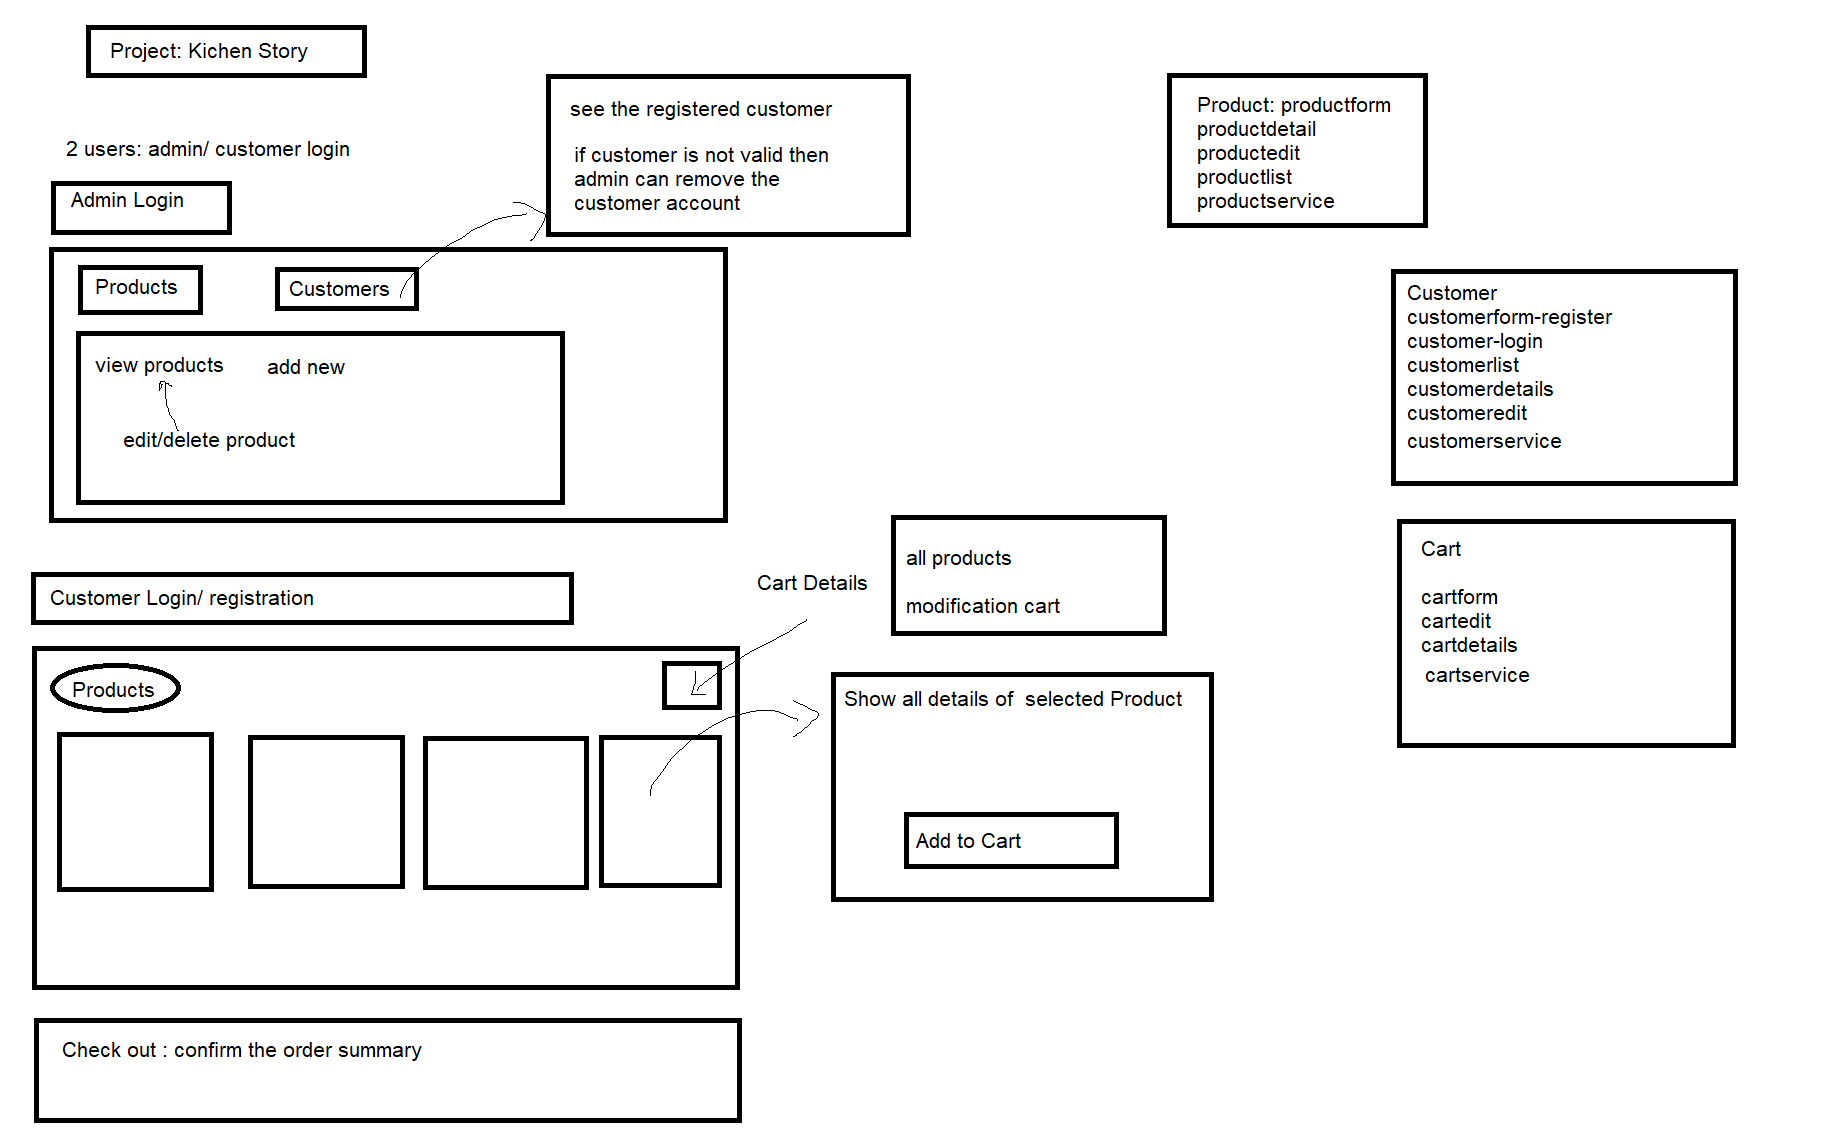 Project: Kichen Story
2 users: admin/ customer login
Admin Login
Products
Customers
view products
add new
edit/delete product
see the registered customer
if customer is not valid then
admin can remove the
customer account
Customer Login/ registration
Products
Cart Details
all products
modification cart
Show all details of  selected Product
Add to Cart
Check out : confirm the order summary
Product: productform
productdetail
productedit
productlist
productservice
Customer
customerform-register
customer-login
customerlist
customerdetails
customeredit
customerservice
Cart
cartform
cartedit
cartdetails
cartservice